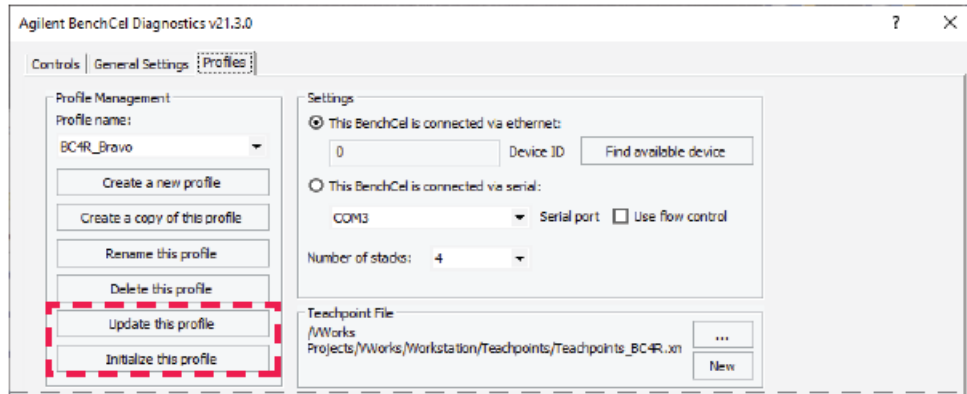 Agilent BenchCel Diagnostics v21.3.0
? ×
Controls General Settings Profiles
Profile Management
Profile name:
BC4R_Bravo
Create a new profile
Create a copy of this profile
Rename this profile
Delete this profile
Update this profile
Initialize this profile
Settings
This BenchCel is connected via ethernet:
0 Device ID Find available device
This BenchCel is connected via serial:
COM3 Serial port Use flow control
Number of stacks: 4
Teachpoint File
/VWorks
Projects/VWorks/Workstation/Teachpoints/Teachpoints_BC4R.xn
...
New